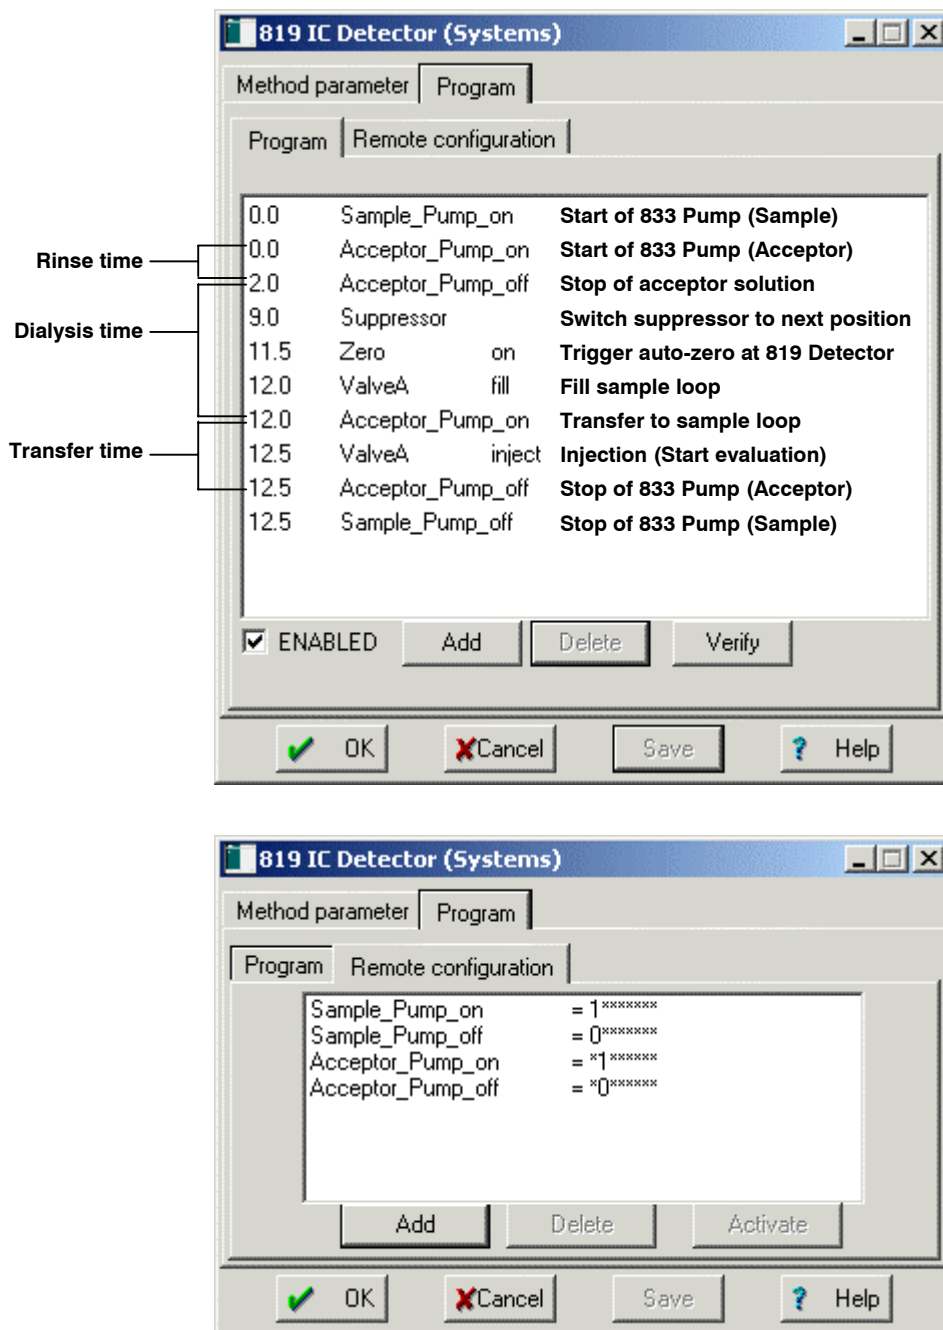 819 IC Detector (Systems)
Method parameter Program
Program Remote configuration
0.0 Sample_Pump_on Start of 833 Pump (Sample)
Rinse time
0.0 Acceptor_Pump_on Start of 833 Pump (Acceptor)
2.0 Acceptor_Pump_off Stop of acceptor solution
Dialysis time
9.0 Suppressor Switch suppressor to next position
11.5 Zero on Trigger auto-zero at 819 Detector
12.0 ValveA fill Fill sample loop
12.0 Acceptor_Pump_on Transfer to sample loop
Transfer time
12.5 ValveA inject Injection (Start evaluation)
12.5 Acceptor_Pump_off Stop of 833 Pump (Acceptor)
12.5 Sample_Pump_off Stop of 833 Pump (Sample)
ENABLED Add Delete Verify
OK Cancel Save ? Help
819 IC Detector (Systems)
Method parameter Program
Program Remote configuration
Sample_Pump_on = 1*******
Sample_Pump_off = 0*******
Acceptor_Pump_on = *1******
Acceptor_Pump_off = *0******
Add Delete Activate
OK Cancel Save ? Help